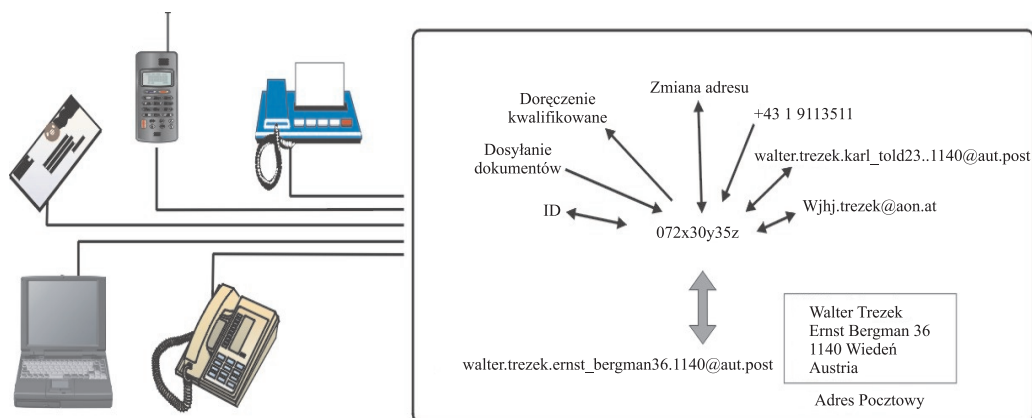 Zmiana adresu
Doręczenie
kwalifikowane
+43 1 9113511
Dosyłanie
dokumentów
walter.trezek.karl_told23..1140@aut.post
ID
Wjhj.trezek@aon.at
072x30y35z
Walter Trezek
Ernst Bergman 36
1140 Wiedeń
Austria
walter.trezek.ernst_bergman36.1140@aut.post
Adres Pocztowy